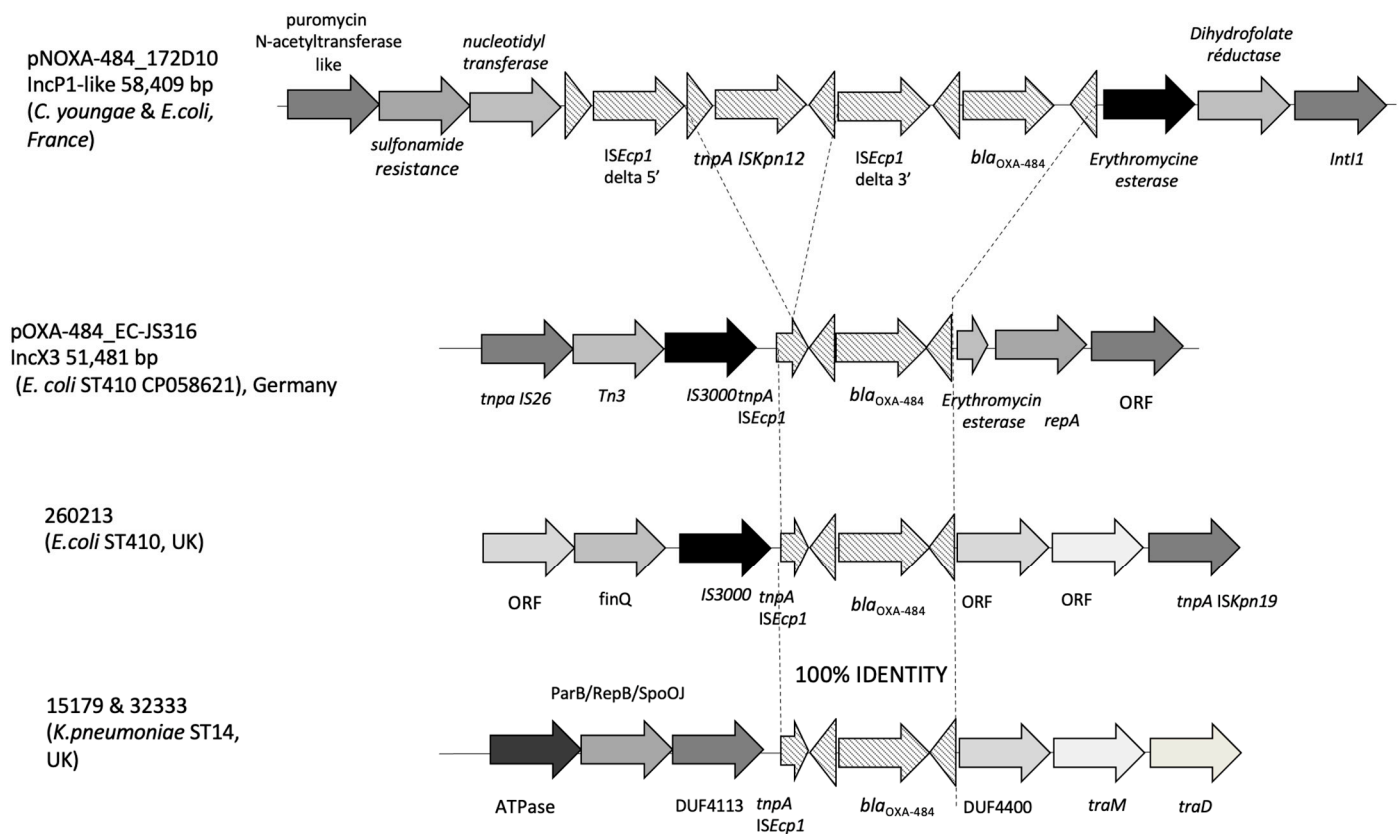 puromycin
N-acetyltransferase
like
nucleotidyl
transferase
Dihydrofolate
réductase
pNOXA-484_172D10
IncP1-like 58,409 bp
(C. youngae & E.coli,
France)
sulfonamide
resistance
ISEcp1
delta 5’
tnpA ISKpn12
ISEcp1
delta 3’
blaOXA-484
Erythromycine
esterase
IntI1
pOXA-484_EC-JS316
IncX3 51,481 bp
(E. coli ST410 CP058621), Germany
tnpa IS26
Tn3
IS3000
tnpA
ISEcp1
blaOXA-484
Erythromycin
esterase
repA
ORF
260213
(E.coli ST410, UK)
ORF
finQ
IS3000
tnpA
ISEcp1
blaOXA-484
ORF
ORF
tnpA ISKpn19
100% IDENTITY
15179 & 32333
(K.pneumoniae ST14,
UK)
ParB/RepB/SpoOJ
ATPase
DUF4113
tnpA
ISEcp1
blaOXA-484
DUF4400
traM
traD